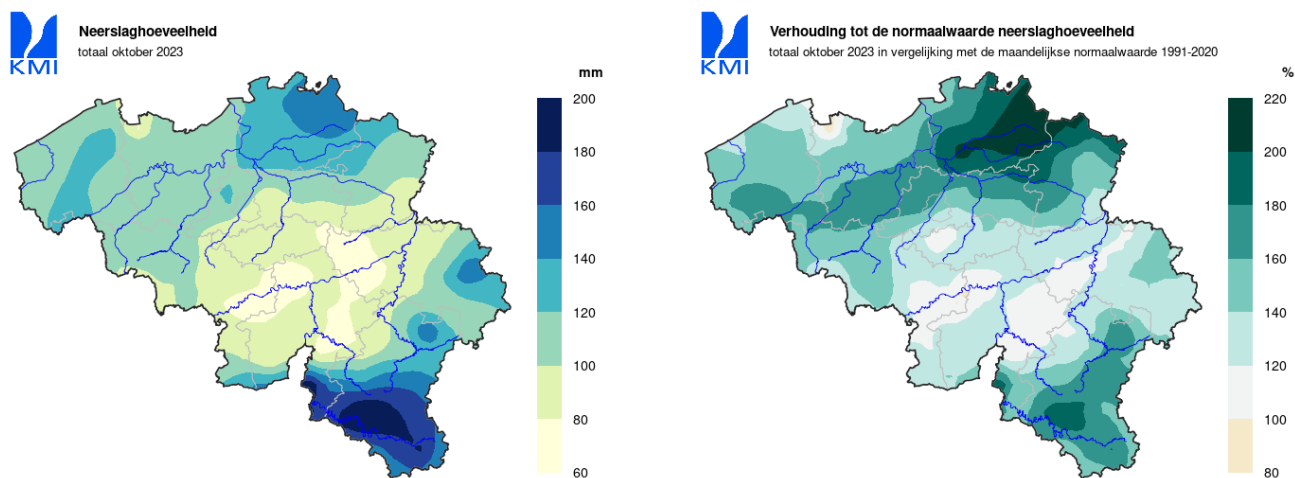 KMI
Neerslaghoeveelheid
totaal oktober 2023
mm
200
180
160
140
120
100
80
60
KMI
Verhouding tot de normaalwaarde neerslaghoeveelheid
totaal oktober 2023 in vergelijking met de maandelijkse normaalwaarde 1991-2020
%
220
200
180
160
140
120
100
80